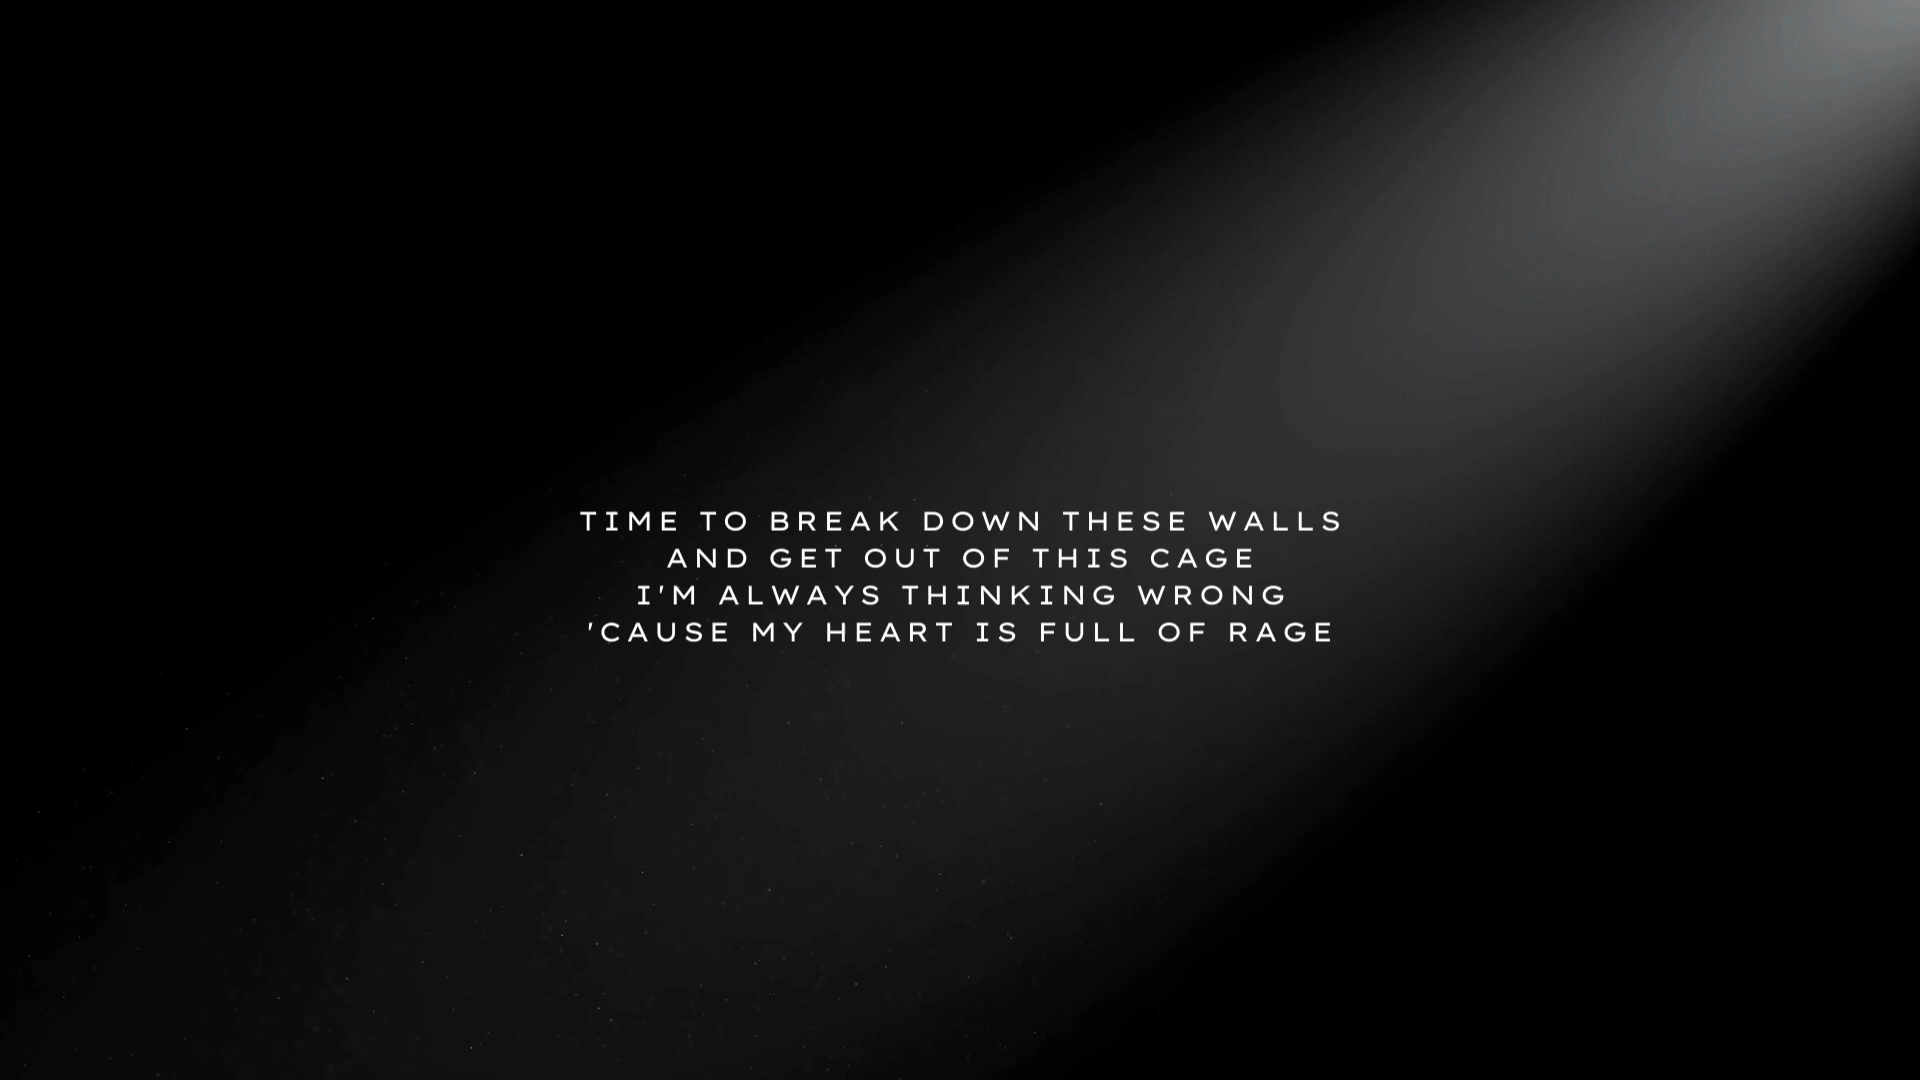 TIME TO BREAK DOWN THESE WALLS
AND GET OUT OF THIS CAGE
I'M ALWAYS THINKING WRONG
'CAUSE MY HEART IS FULL OF RAGE